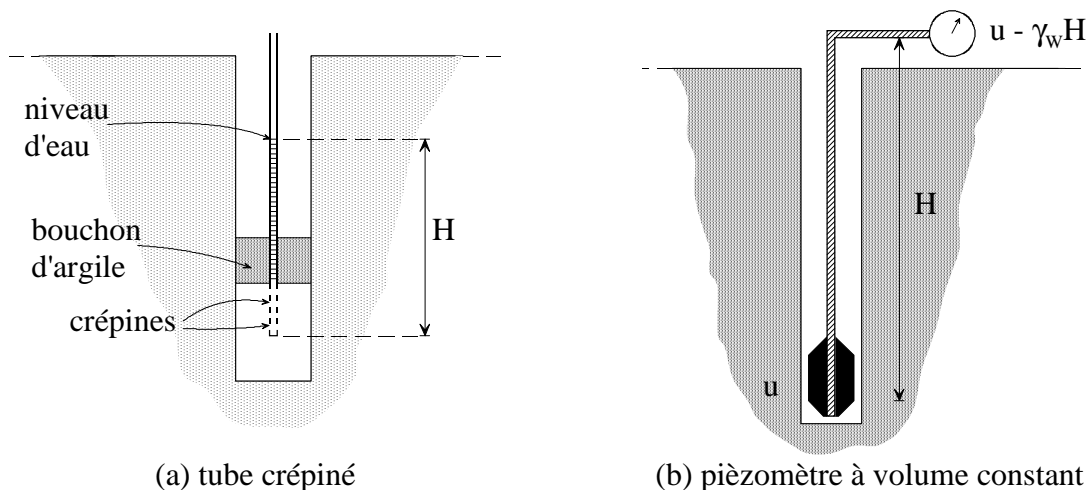 niveau
d'eau
bouchon
d'argile
crépines
H
(a) tube crépiné
u - γwH
H
u
(b) pièzomètre à volume constant